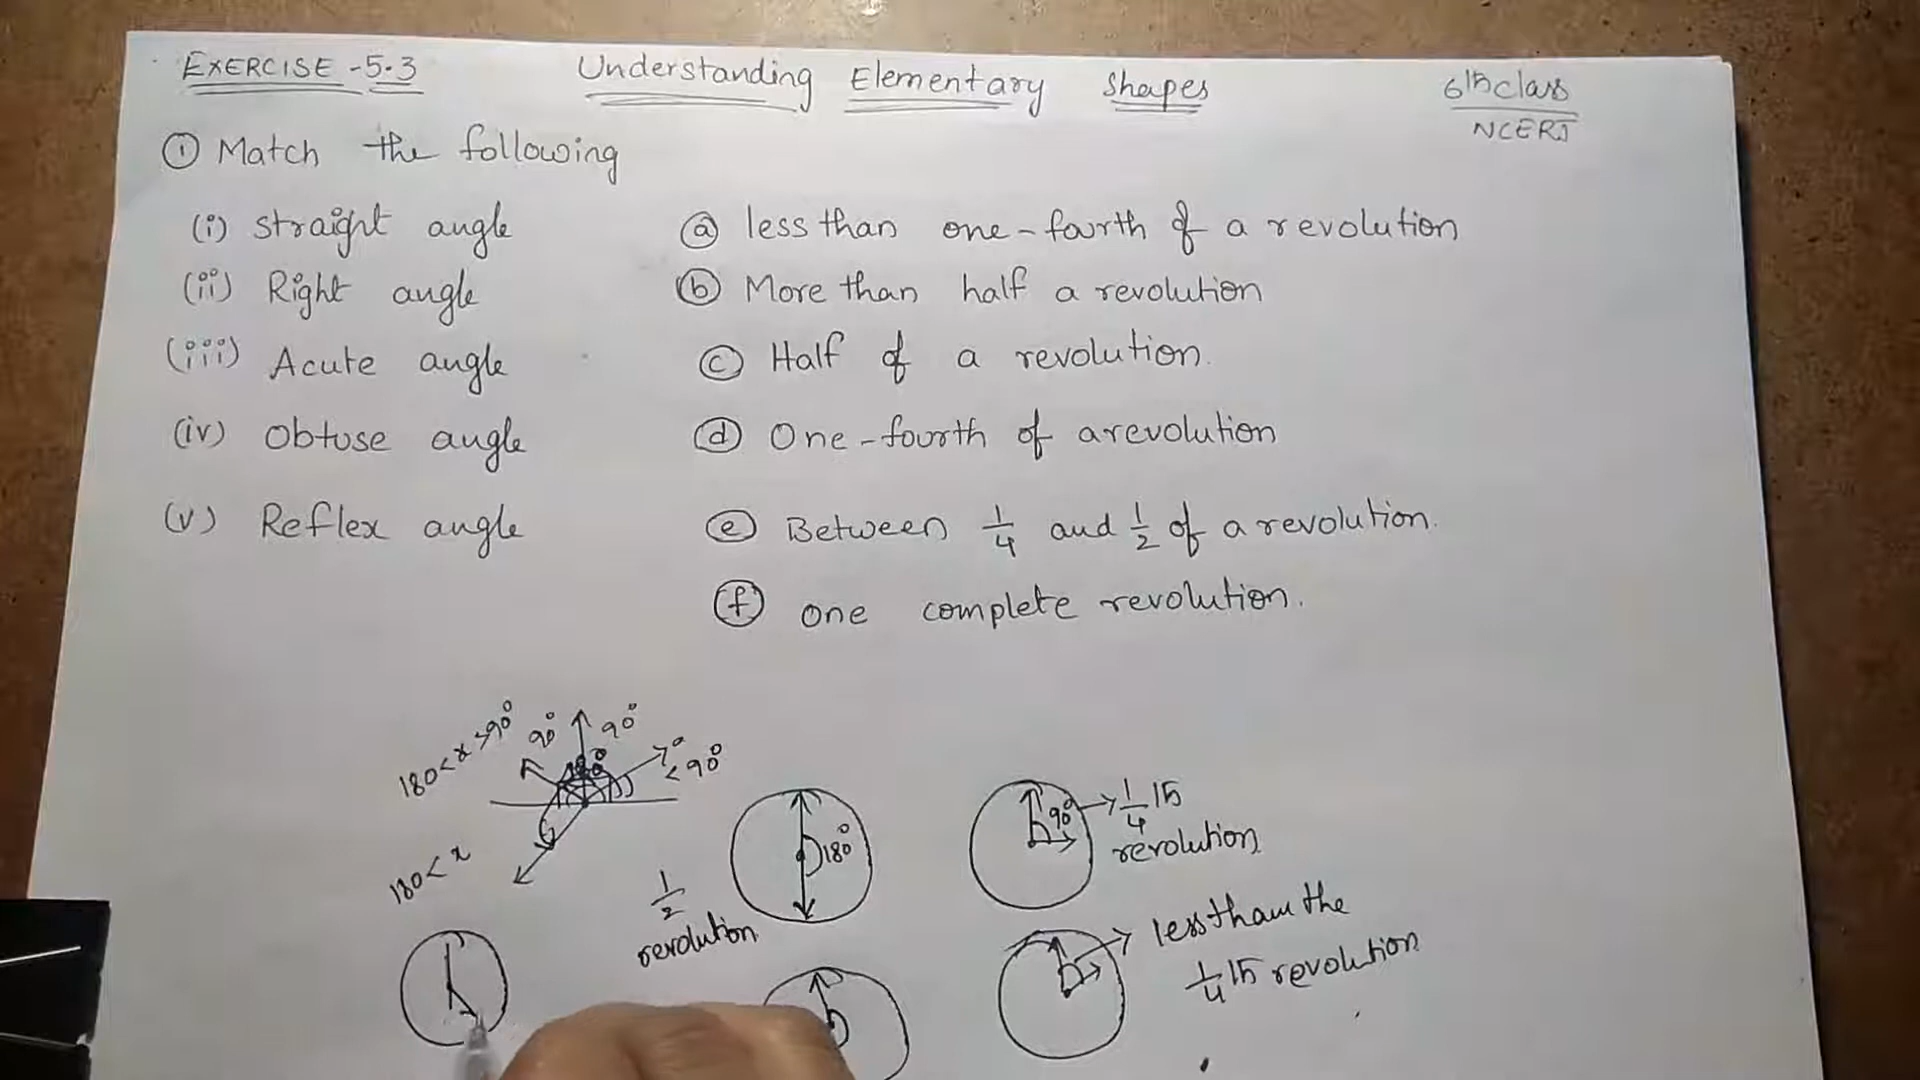 EXERCISE - 5.3 Understanding Elementary Shapes 6th class
NCERT
① Match the following
(i) straight angle ⓐ less than one-fourth of a revolution
(ii) Right angle ⓑ More than half a revolution
(iii) Acute angle ⓒ Half of a revolution.
(iv) Obtuse angle ⓓ One-fourth of a revolution
(v) Reflex angle ⓔ Between 1/4 and 1/2 of a revolution.
ⓕ one complete revolution.
180<x>90° 90° 90° <90°
180<x
180°
1/2
revolution
90° → 1/4 th
revolution
less than the
1/4 th revolution